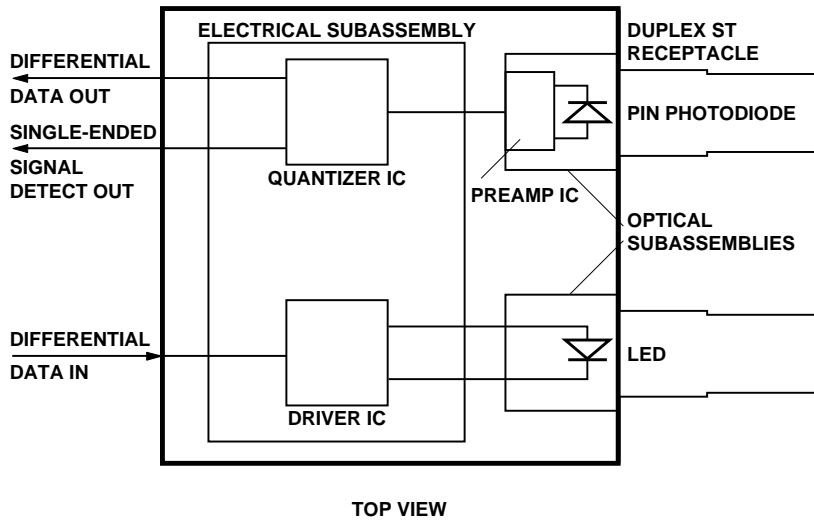 ELECTRICAL SUBASSEMBLY
DUPLEX ST
RECEPTACLE
DIFFERENTIAL
DATA OUT
PIN PHOTODIODE
SINGLE-ENDED
SIGNAL
DETECT OUT
QUANTIZER IC
PREAMP IC
OPTICAL
SUBASSEMBLIES
DIFFERENTIAL
DATA IN
LED
DRIVER IC
TOP VIEW